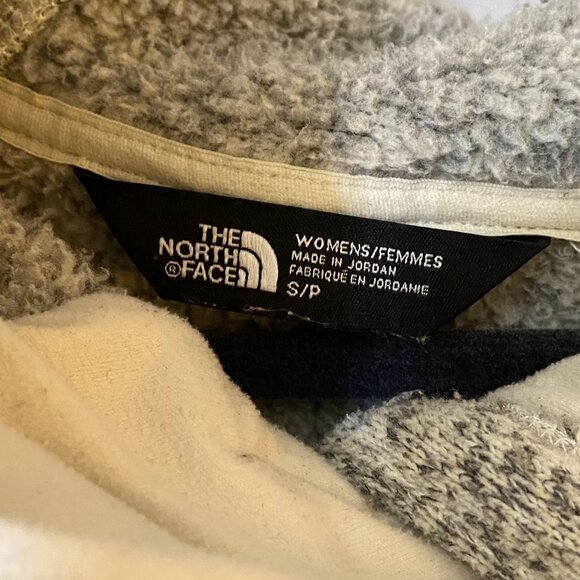 THE
NORTH
®FACE
WOMENS/FEMMES
MADE IN JORDAN
FABRIQUÉ EN JORDANIE
S/P